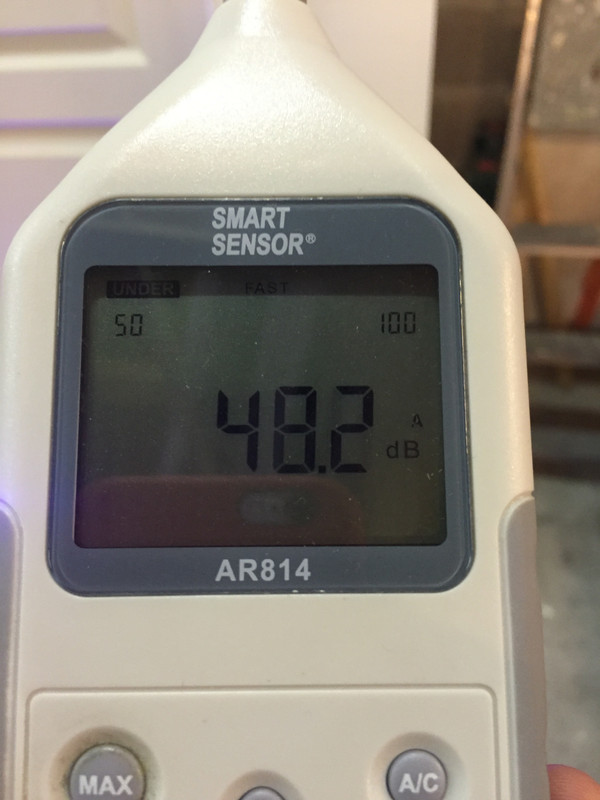 SMART
SENSOR®
UNDER FAST
50 100
48.2 A dB
AR814
MAX A/C